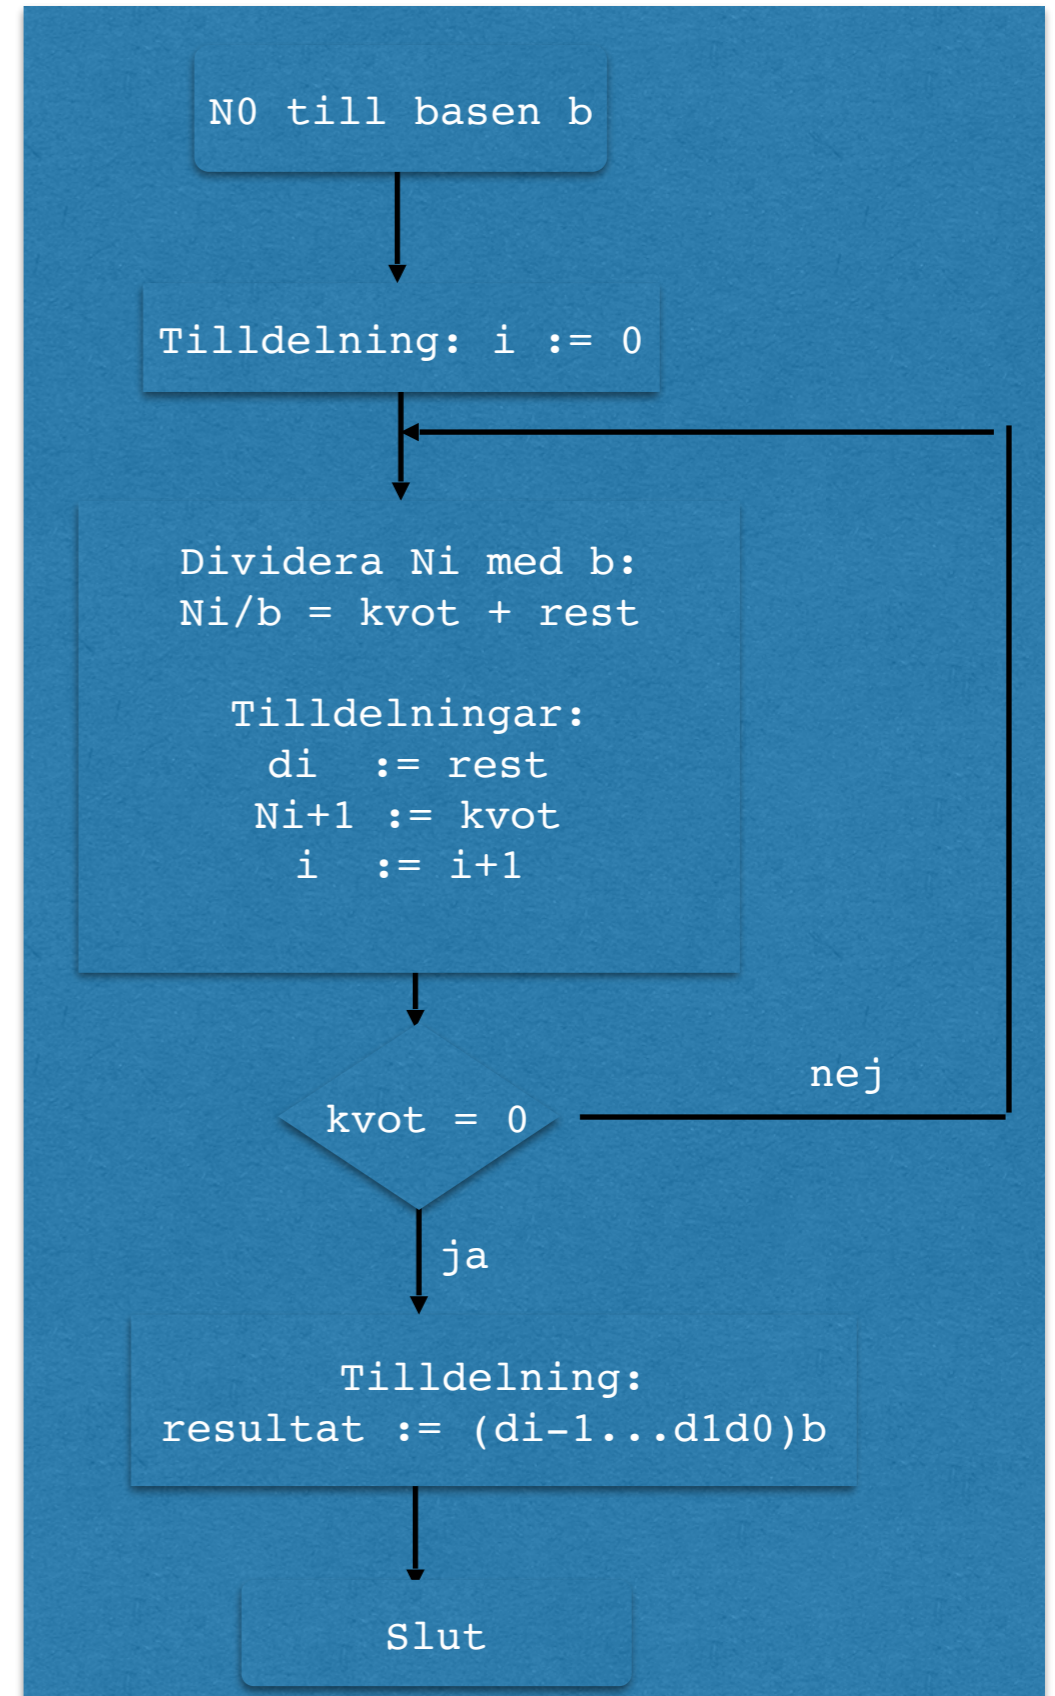 N0 till basen b
Tilldelning: i := 0
Dividera Ni med b:
Ni/b = kvot + rest
Tilldelningar:
di := rest
Ni+1 := kvot
i := i+1
kvot = 0
nej
ja
Tilldelning:
resultat := (di-1...d1d0)b
Slut